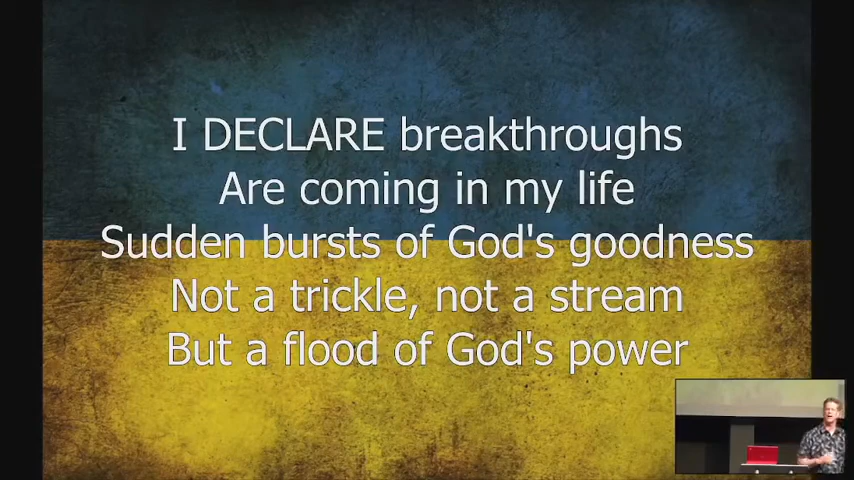 I DECLARE breakthroughs
Are coming in my life
Sudden bursts of God's goodness
Not a trickle, not a stream
But a flood of God's power